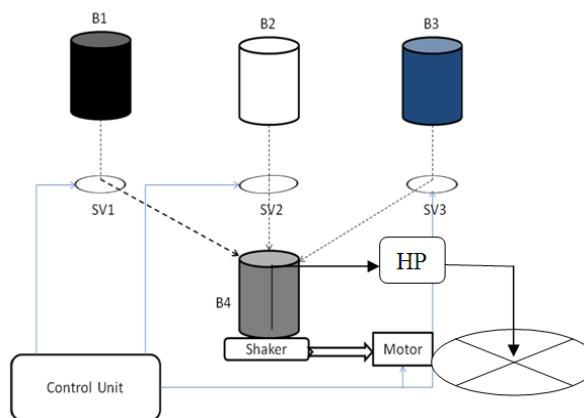 B1
B2
B3
SV1
SV2
SV3
HP
B4
Shaker
Motor
Control Unit